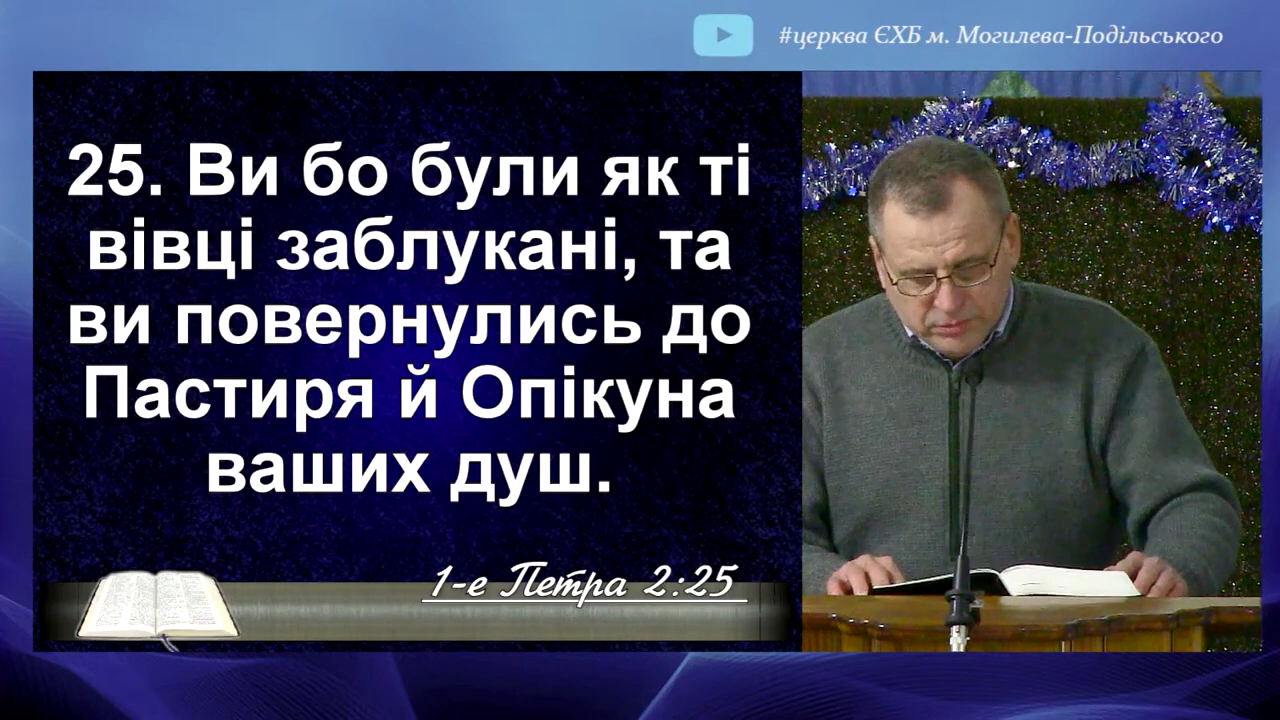 #церква ЄХБ м. Могилева-Подільського
25. Ви бо були як ті
вівці заблукані, та
ви повернулись до
Пастиря й Опікуна
ваших душ.
1-е Петра 2:25